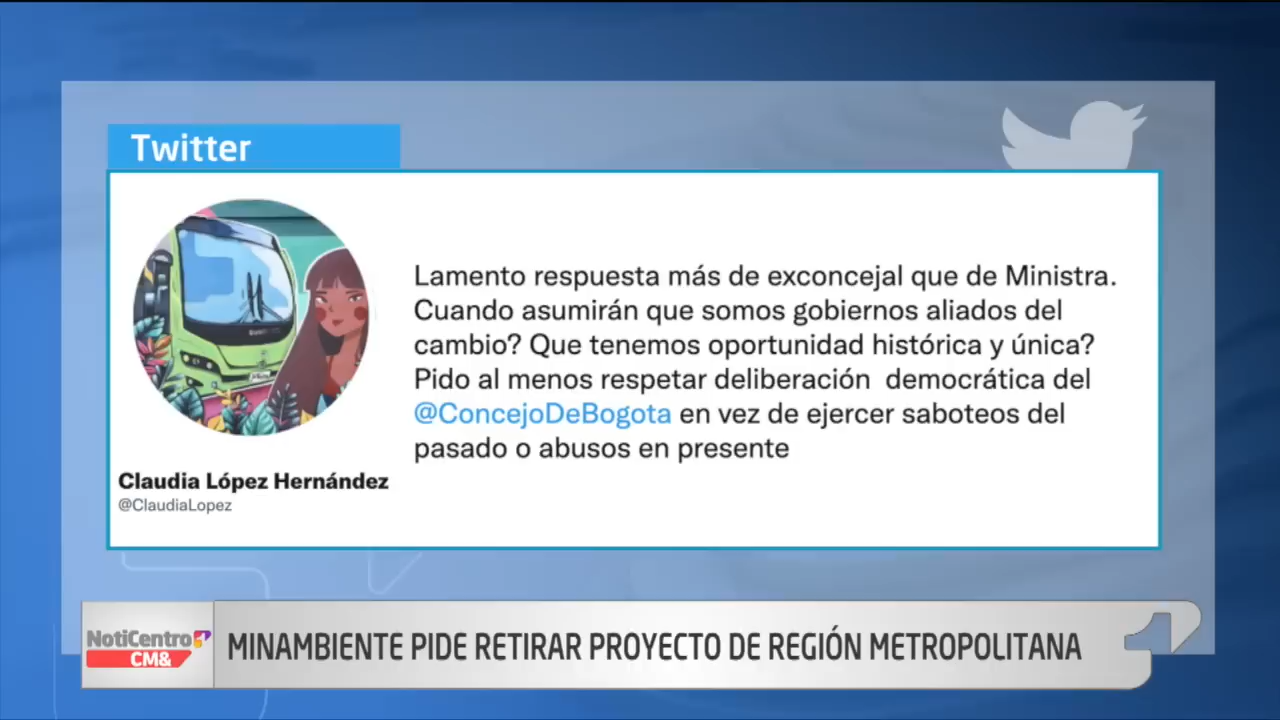 Twitter
Lamento respuesta más de exconcejal que de Ministra.
Cuando asumirán que somos gobiernos aliados del
cambio? Que tenemos oportunidad histórica y única?
Pido al menos respetar deliberación democrática del
@ConcejoDeBogota en vez de ejercer saboteos del
pasado o abusos en presente
Claudia López Hernández
@ClaudiaLopez
NotiCentro 1
CM&
MINAMBIENTE PIDE RETIRAR PROYECTO DE REGIÓN METROPOLITANA
1